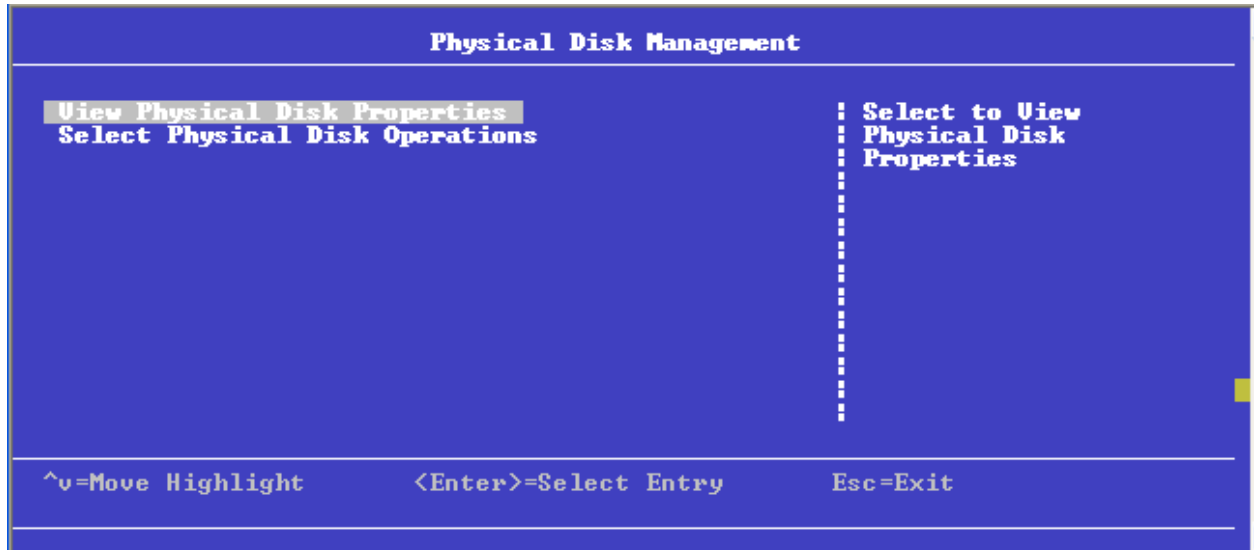 Physical Disk Management
View Physical Disk Properties
Select Physical Disk Operations
Select to View
Physical Disk
Properties
^v=Move Highlight <Enter>=Select Entry Esc=Exit